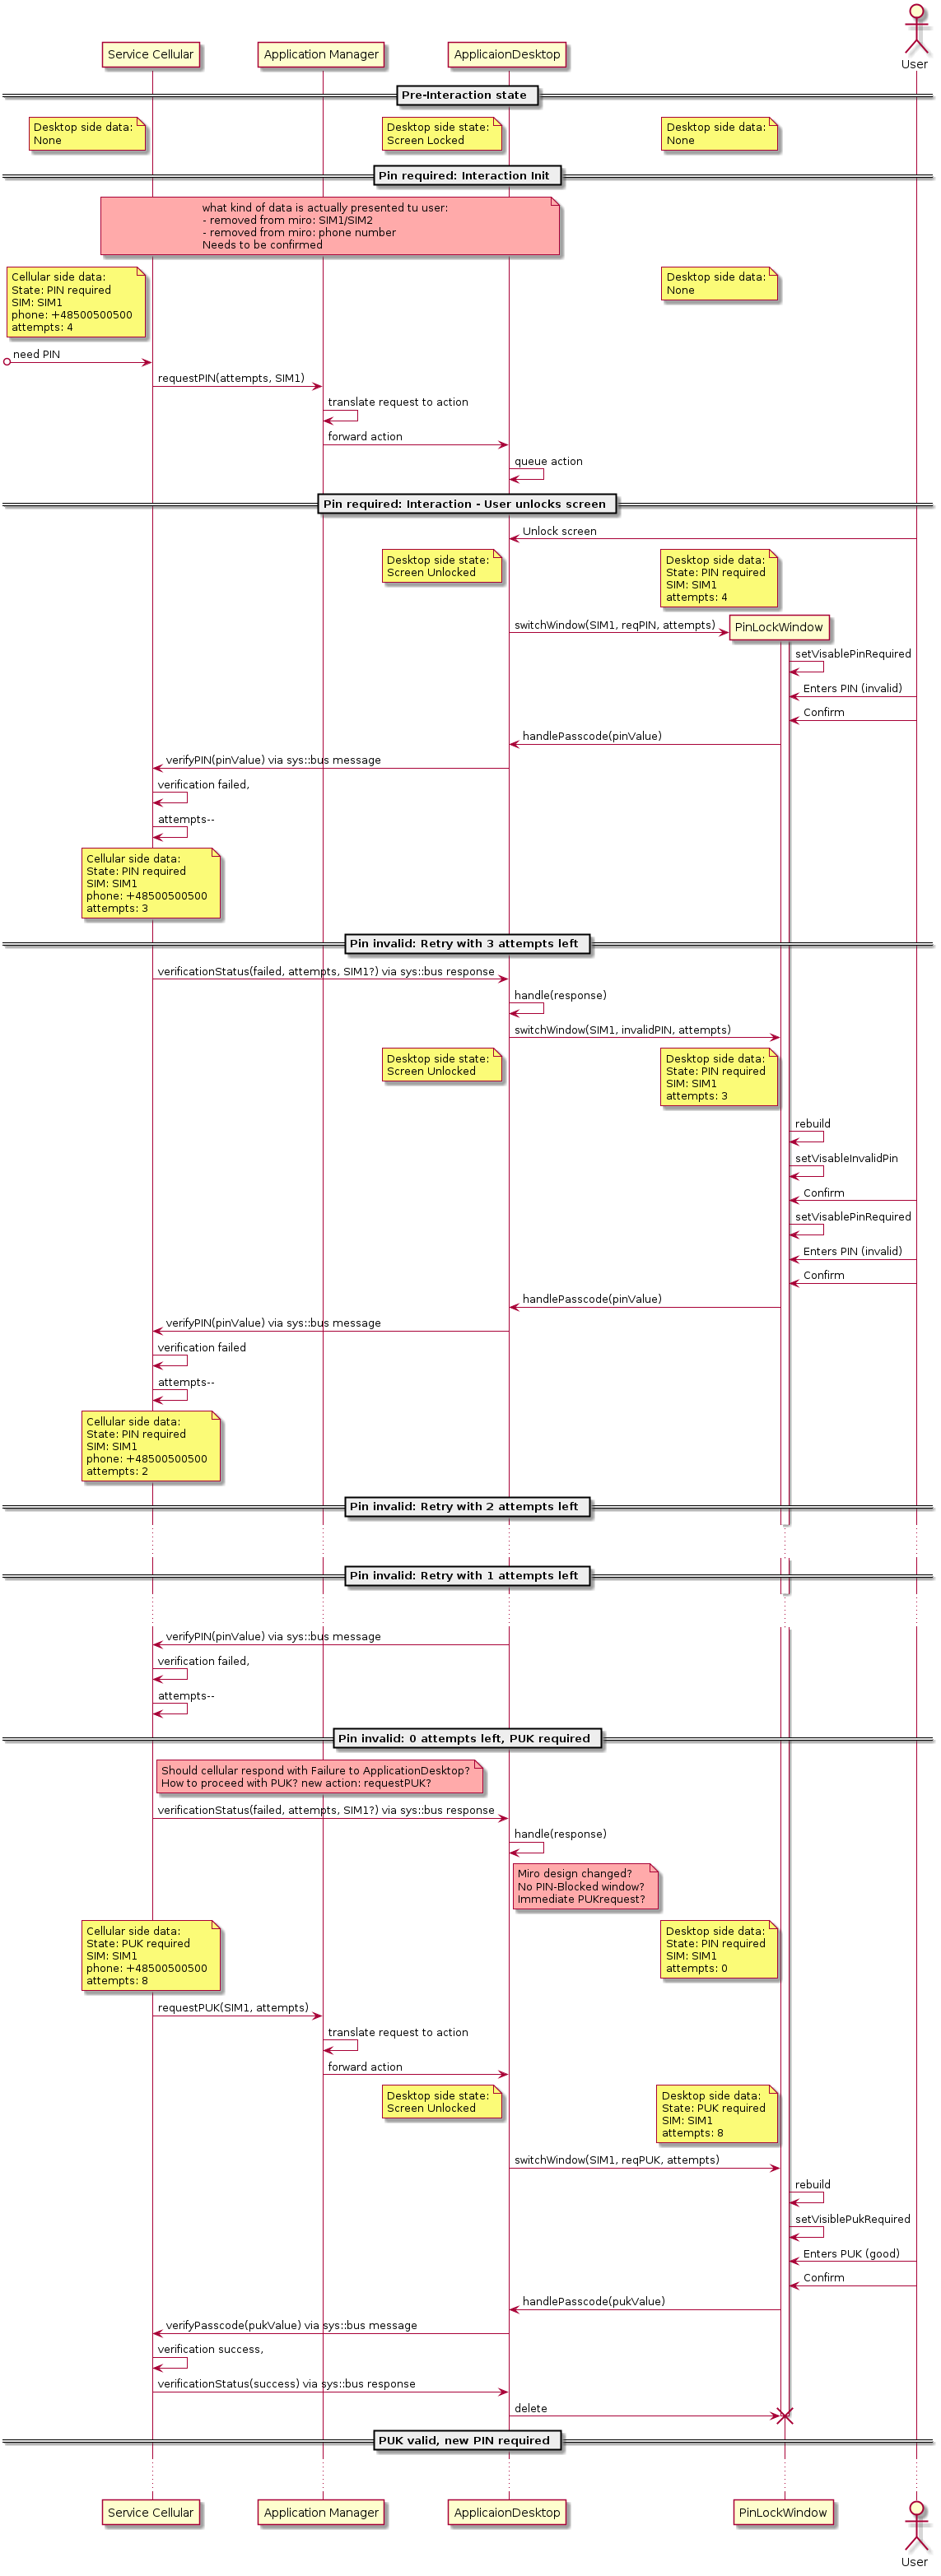 User
Service Cellular
Application Manager
ApplicaionDesktop
Pre-Interaction state
Desktop side data:
None
Desktop side state:
Screen Locked
Desktop side data:
None
Pin required: Interaction Init
what kind of data is actually presented tu user:
- removed from miro: SIM1/SIM2
- removed from miro: phone number
Needs to be confirmed
Cellular side data:
State: PIN required
SIM: SIM1
phone: +48500500500
attempts: 4
Desktop side data:
None
need PIN
requestPIN(attempts, SIM1)
translate request to action
forward action
queue action
Pin required: Interaction - User unlocks screen
Unlock screen
Desktop side state:
Screen Unlocked
Desktop side data:
State: PIN required
SIM: SIM1
attempts: 4
switchWindow(SIM1, reqPIN, attempts)
PinLockWindow
setVisablePinRequired
Enters PIN (invalid)
Confirm
handlePasscode(pinValue)
verifyPIN(pinValue) via sys::bus message
verification failed,
attempts--
Cellular side data:
State: PIN required
SIM: SIM1
phone: +48500500500
attempts: 3
Pin invalid: Retry with 3 attempts left
verificationStatus(failed, attempts, SIM1?) via sys::bus response
handle(response)
switchWindow(SIM1, invalidPIN, attempts)
Desktop side state:
Screen Unlocked
Desktop side data:
State: PIN required
SIM: SIM1
attempts: 3
rebuild
setVisableInvalidPin
Confirm
setVisablePinRequired
Enters PIN (invalid)
Confirm
handlePasscode(pinValue)
verifyPIN(pinValue) via sys::bus message
verification failed
attempts--
Cellular side data:
State: PIN required
SIM: SIM1
phone: +48500500500
attempts: 2
Pin invalid: Retry with 2 attempts left
Pin invalid: Retry with 1 attempts left
verifyPIN(pinValue) via sys::bus message
verification failed,
attempts--
Pin invalid: 0 attempts left, PUK required
Should cellular respond with Failure to ApplicationDesktop?
How to proceed with PUK? new action: requestPUK?
verificationStatus(failed, attempts, SIM1?) via sys::bus response
handle(response)
Miro design changed?
No PIN-Blocked window?
Immediate PUKrequest?
Cellular side data:
State: PUK required
SIM: SIM1
phone: +48500500500
attempts: 8
Desktop side data:
State: PIN required
SIM: SIM1
attempts: 0
requestPUK(SIM1, attempts)
translate request to action
forward action
Desktop side state:
Screen Unlocked
Desktop side data:
State: PUK required
SIM: SIM1
attempts: 8
switchWindow(SIM1, reqPUK, attempts)
rebuild
setVisiblePukRequired
Enters PUK (good)
Confirm
handlePasscode(pukValue)
verifyPasscode(pukValue) via sys::bus message
verification success,
verificationStatus(success) via sys::bus response
delete
PUK valid, new PIN required
Service Cellular
Application Manager
ApplicaionDesktop
PinLockWindow
User